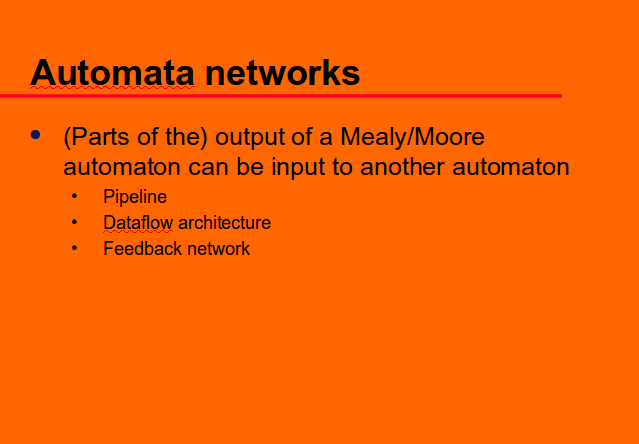 Automata networks
• (Parts of the) output of a Mealy/Moore
automaton can be input to another automaton
• Pipeline
• Dataflow architecture
• Feedback network